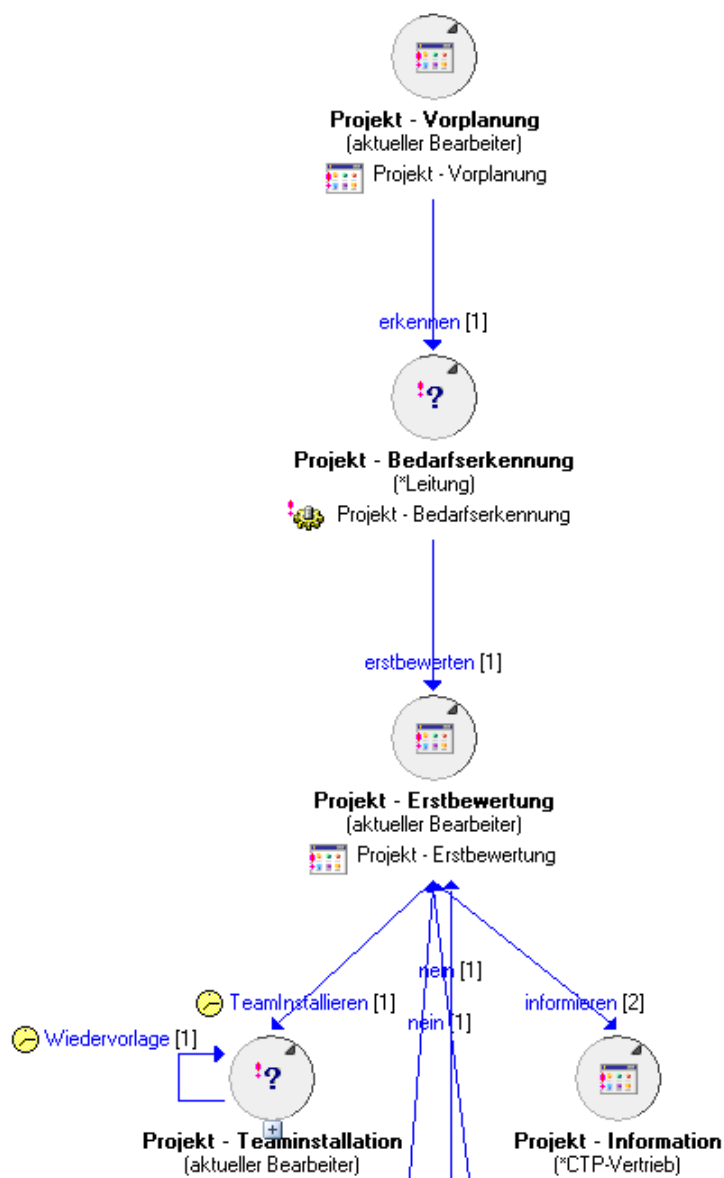 Projekt - Vorplanung
(aktueller Bearbeiter)
Projekt - Vorplanung
erkennen [1]
?
Projekt - Bedarfserkennung
(*Leitung)
Projekt - Bedarfserkennung
erstbewerten [1]
Projekt - Erstbewertung
(aktueller Bearbeiter)
Projekt - Erstbewertung
nein [1]
TeamInstallieren [1]
informieren [2]
nein [1]
Wiedervorlage [1]
?
Projekt - Teaminstallation
(aktueller Bearbeiter)
Projekt - Information
(*CTP-Vertrieb)